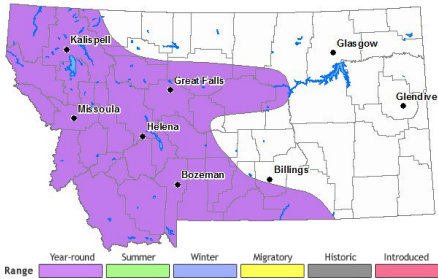 Kalispell
Glasgow
Great Falls
Glendive
Missoula
Helena
Bozeman
Billings
Year-round Summer Winter Migratory Historic Introduced
Range